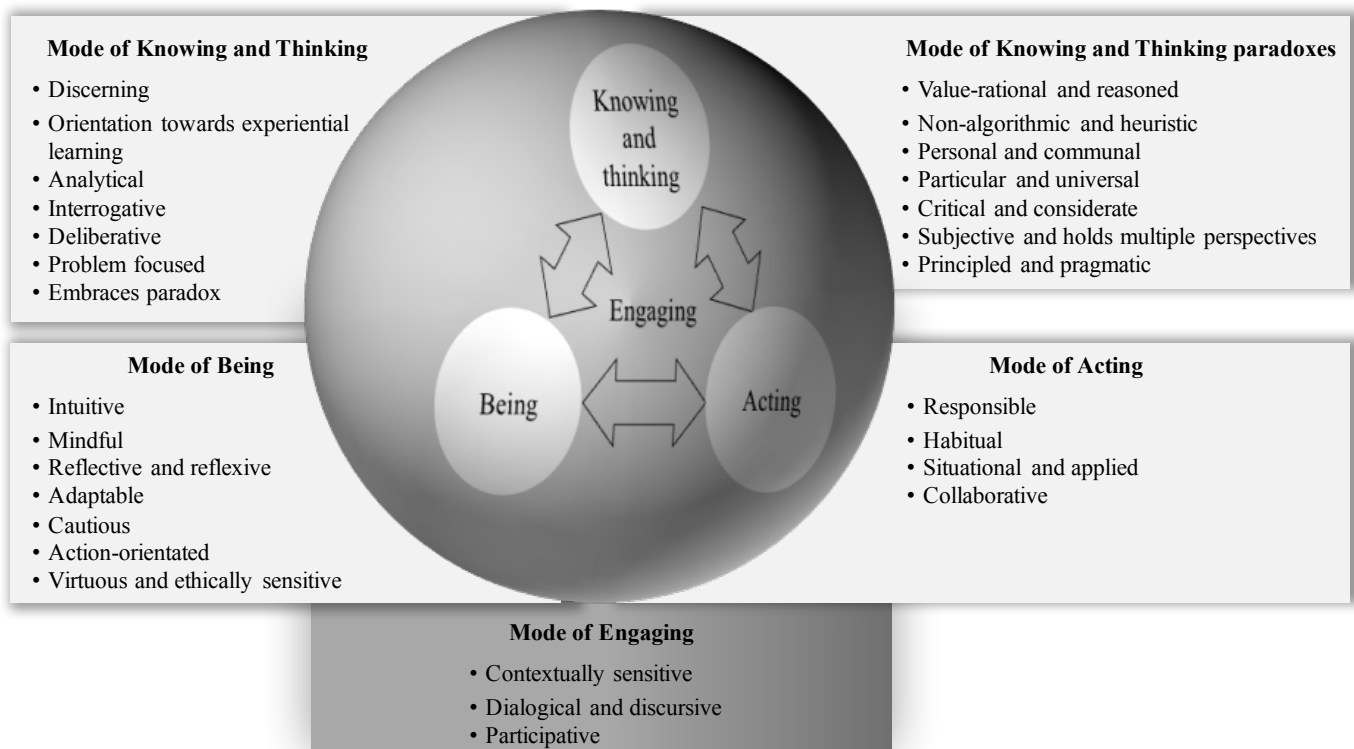 Mode of Knowing and Thinking
• Discerning
• Orientation towards experiential
learning
• Analytical
• Interrogative
• Deliberative
• Problem focused
• Embraces paradox
Knowing
and
thinking
Engaging
Being
Acting
Mode of Knowing and Thinking paradoxes
• Value-rational and reasoned
• Non-algorithmic and heuristic
• Personal and communal
• Particular and universal
• Critical and considerate
• Subjective and holds multiple perspectives
• Principled and pragmatic
Mode of Being
• Intuitive
• Mindful
• Reflective and reflexive
• Adaptable
• Cautious
• Action-orientated
• Virtuous and ethically sensitive
Mode of Acting
• Responsible
• Habitual
• Situational and applied
• Collaborative
Mode of Engaging
• Contextually sensitive
• Dialogical and discursive
• Participative